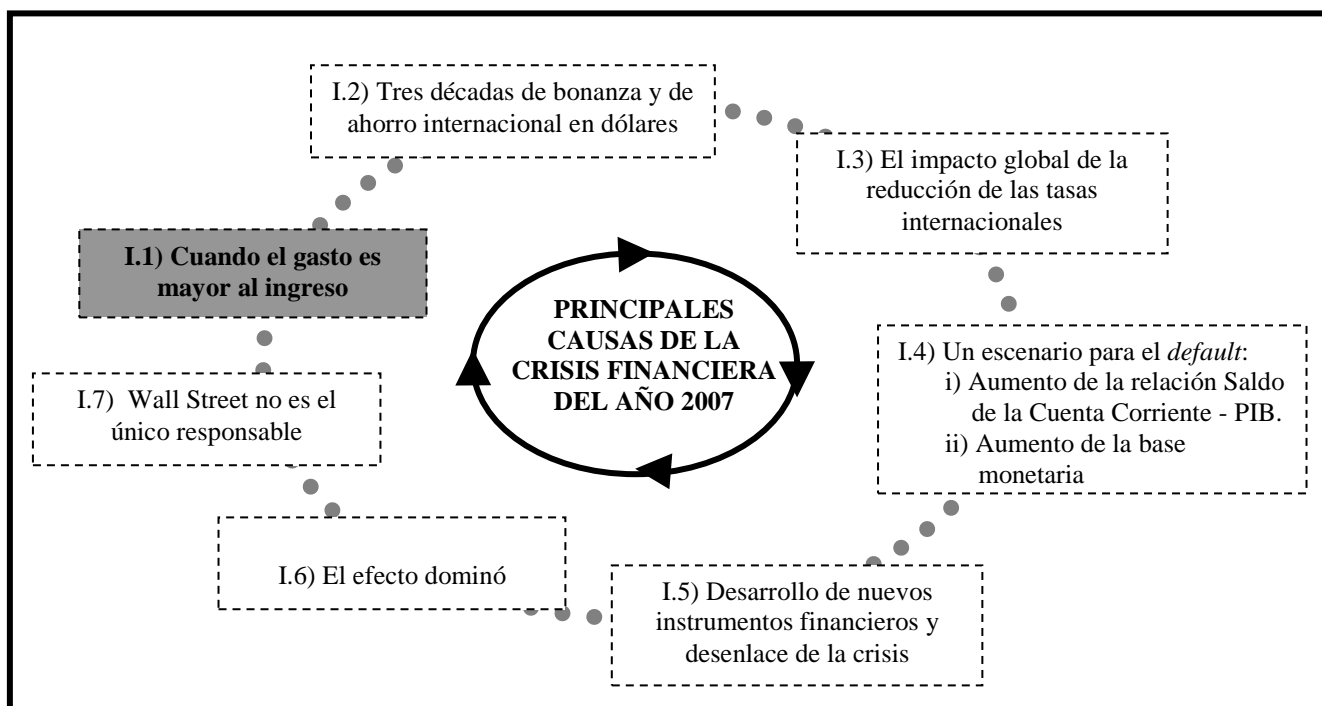 I.2) Tres décadas de bonanza y de
ahorro internacional en dólares
I.3) El impacto global de la
reducción de las tasas
internacionales
I.1) Cuando el gasto es
mayor al ingreso
PRINCIPALES
CAUSAS DE LA
CRISIS FINANCIERA
DEL AÑO 2007
I.4) Un escenario para el default:
i) Aumento de la relación Saldo
de la Cuenta Corriente - PIB.
ii) Aumento de la base
monetaria
I.7) Wall Street no es el
único responsable
I.6) El efecto dominó
I.5) Desarrollo de nuevos
instrumentos financieros y
desenlace de la crisis